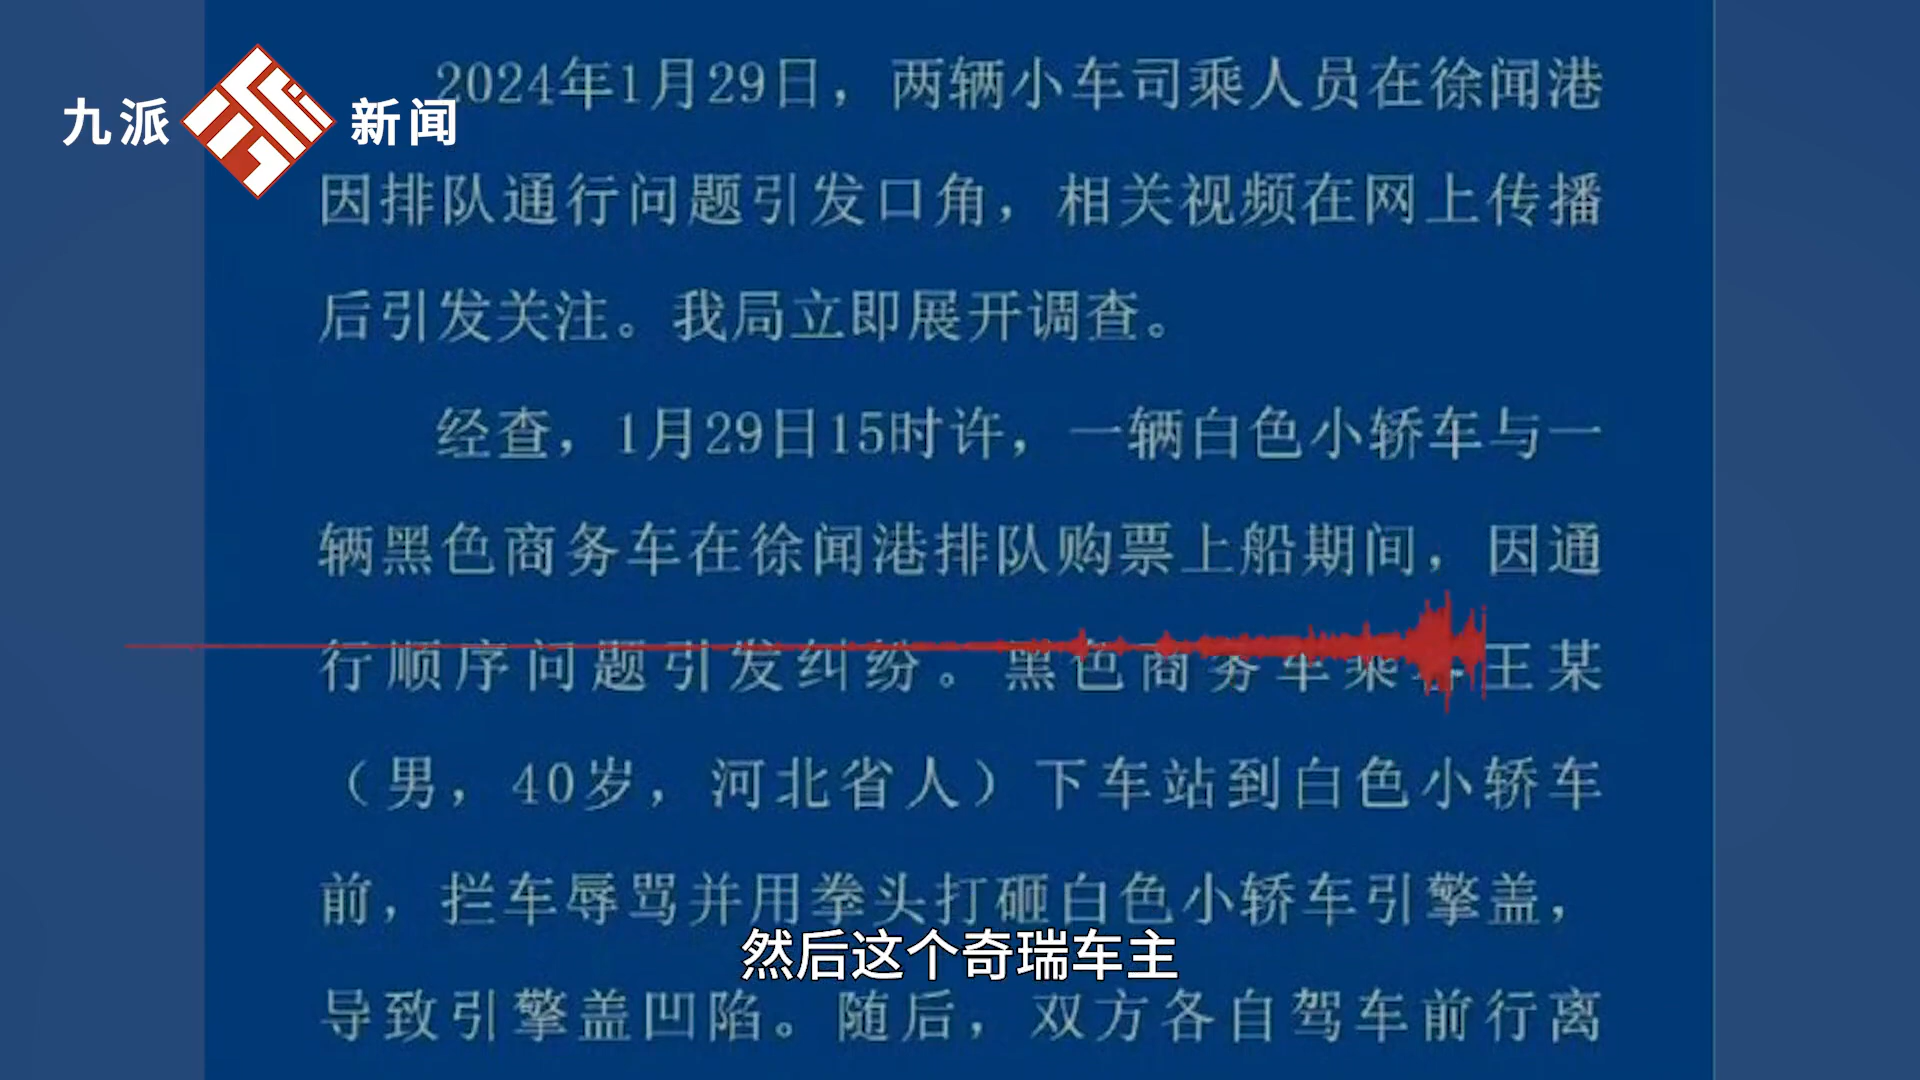 2024年1月29日，两辆小车司乘人员在徐闻港
九派 新闻
因排队通行问题引发口角，相关视频在网上传播
后引发关注。我局立即展开调查。
经查，1月29日15时许，一辆白色小轿车与一
辆黑色商务车在徐闻港排队购票上船期间，因通
行顺序问题引发纠纷。黑色商务车乘客王某
（男，40岁，河北省人）下车站到白色小轿车
前，拦车辱骂并用拳头打砸白色小轿车引擎盖，
然后这个奇瑞车主
导致引擎盖凹陷。随后，双方各自驾车前行离